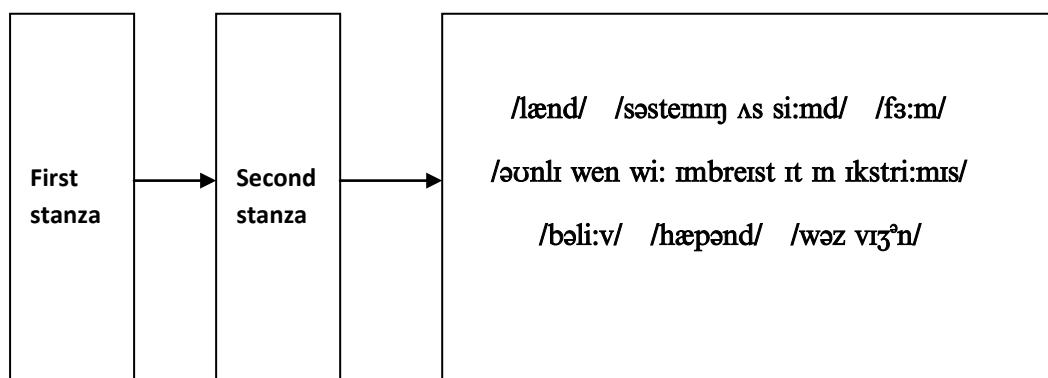 First
stanza
Second
stanza
/lænd/ /səsteɪnɪŋ ʌs si:md/ /fɜ:m/
/əʊnlɪ wen wi: ɪmbreɪst ɪt ɪn ɪkstri:mɪs/
/bəli:v/ /hæpənd/ /wəz vɪʒᵊn/